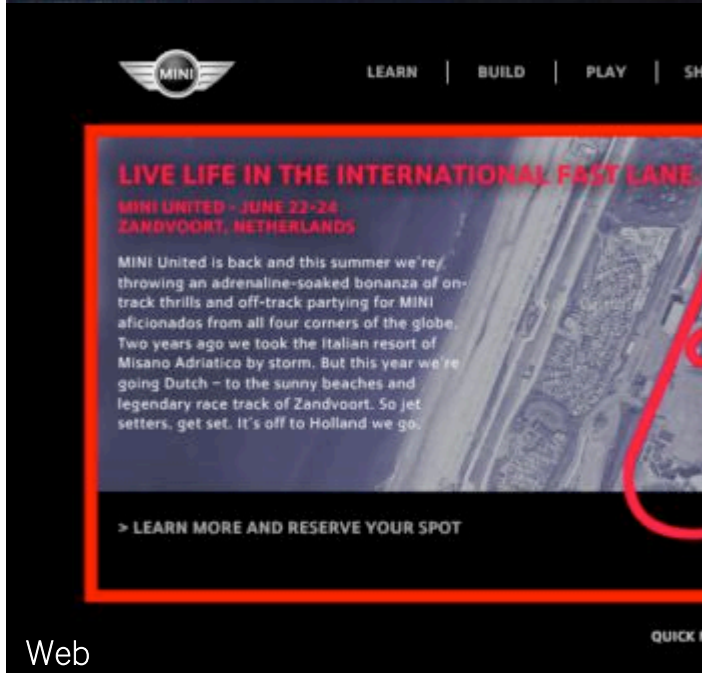 MINI
LEARN | BUILD | PLAY | SH
LIVE LIFE IN THE INTERNATIONAL FAST LANE.
MINI UNITED - JUNE 22-24
ZANDVOORT, NETHERLANDS
MINI United is back and this summer we're
throwing an adrenaline-soaked bonanza of on-
track thrills and off-track partying for MINI
aficionados from all four corners of the globe.
Two years ago we took the Italian resort of
Misano Adriatico by storm. But this year we're
going Dutch – to the sunny beaches and
legendary race track of Zandvoort. So jet
setters, get set. It's off to Holland we go.
> LEARN MORE AND RESERVE YOUR SPOT
QUICK
Web